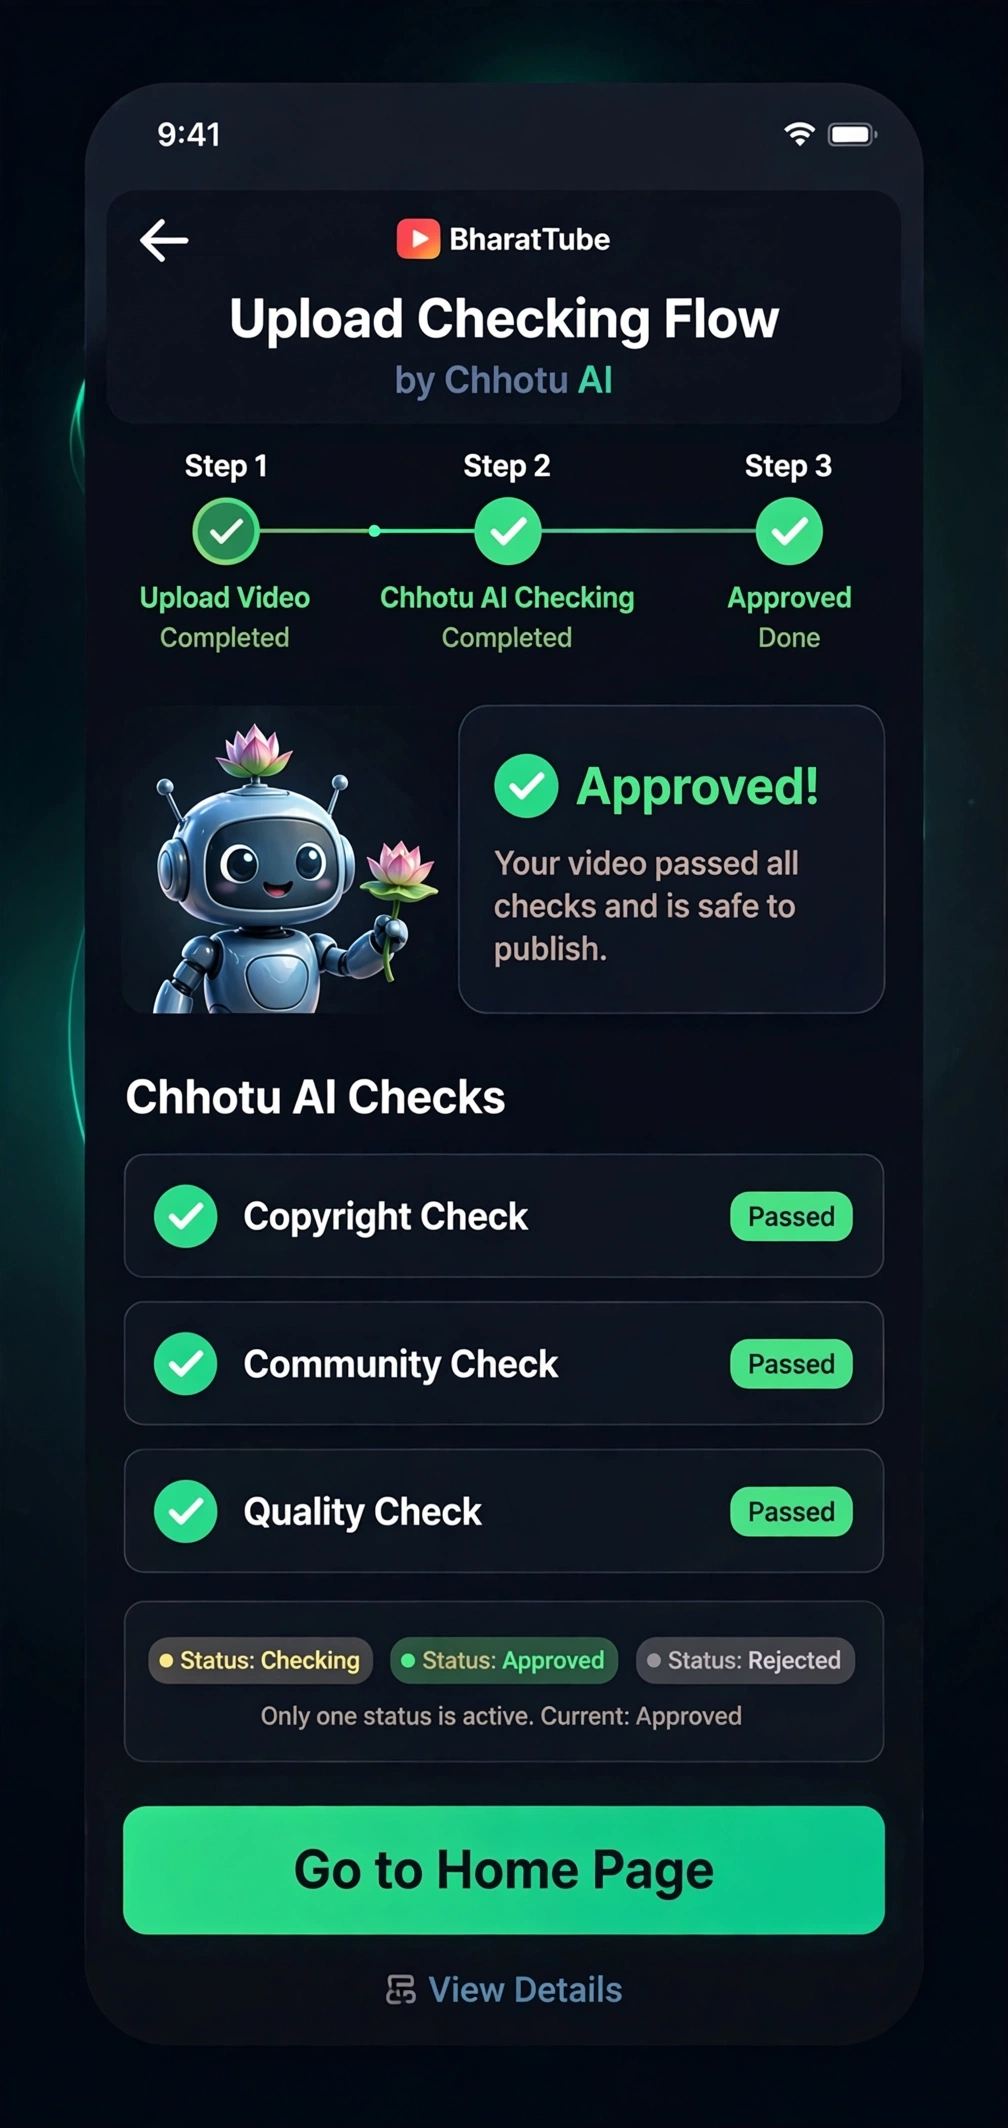 9:41
BharatTube
Upload Checking Flow
by Chhotu AI
Step 1
Step 2
Step 3
Upload Video
Chhotu AI Checking
Approved
Completed
Completed
Done
Approved!
Your video passed all
checks and is safe to
publish.
Chhotu AI Checks
Copyright Check
Passed
Community Check
Passed
Quality Check
Passed
Status: Checking
Status: Approved
Status: Rejected
Only one status is active. Current: Approved
Go to Home Page
View Details